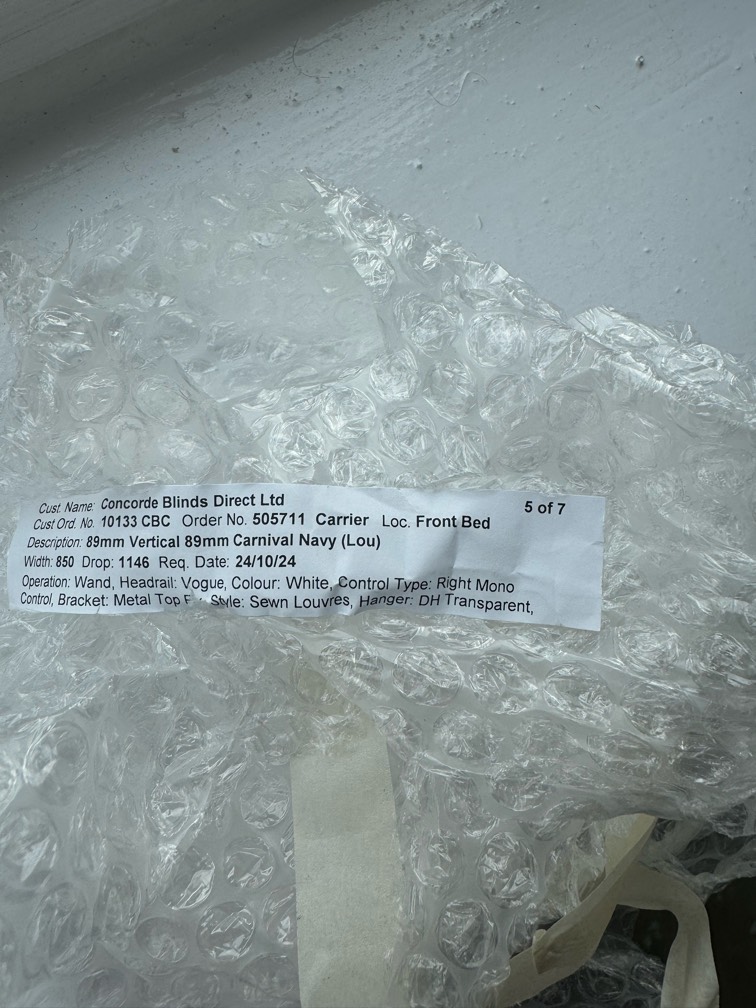 Cust. Name: Concorde Blinds Direct Ltd 5 of 7
Cust Ord. No. 10133 CBC Order No. 505711 Carrier Loc. Front Bed
Description: 89mm Vertical 89mm Carnival Navy (Lou)
Width: 850 Drop: 1146 Req. Date: 24/10/24
Operation: Wand, Headrail: Vogue, Colour: White, Control Type: Right Mono
Control, Bracket: Metal Top Style: Sewn Louvres, Hanger: DH Transparent,